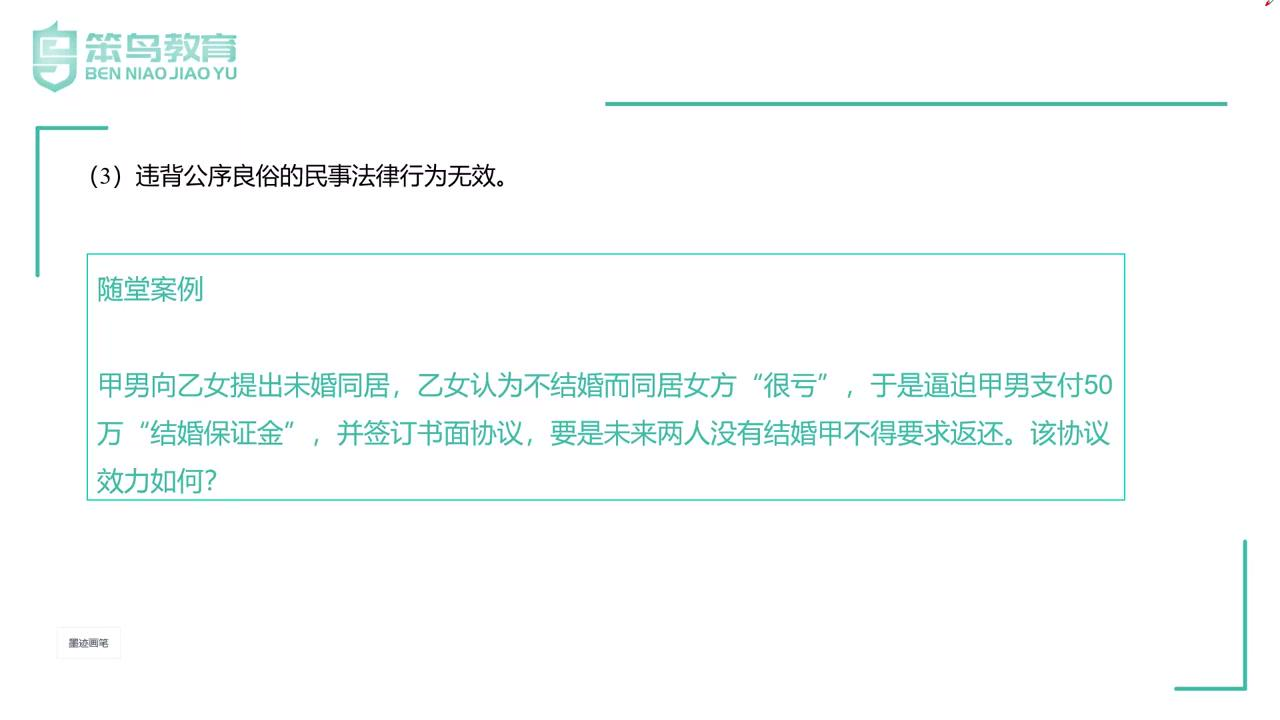 笨鸟教育
BEN NIAO JIAO YU
（3）违背公序良俗的民事法律行为无效。
随堂案例
甲男向乙女提出未婚同居，乙女认为不结婚而同居女方“很亏”，于是逼迫甲男支付50
万“结婚保证金”，并签订书面协议，要是未来两人没有结婚甲不得要求返还。该协议
效力如何？
墨迹画笔